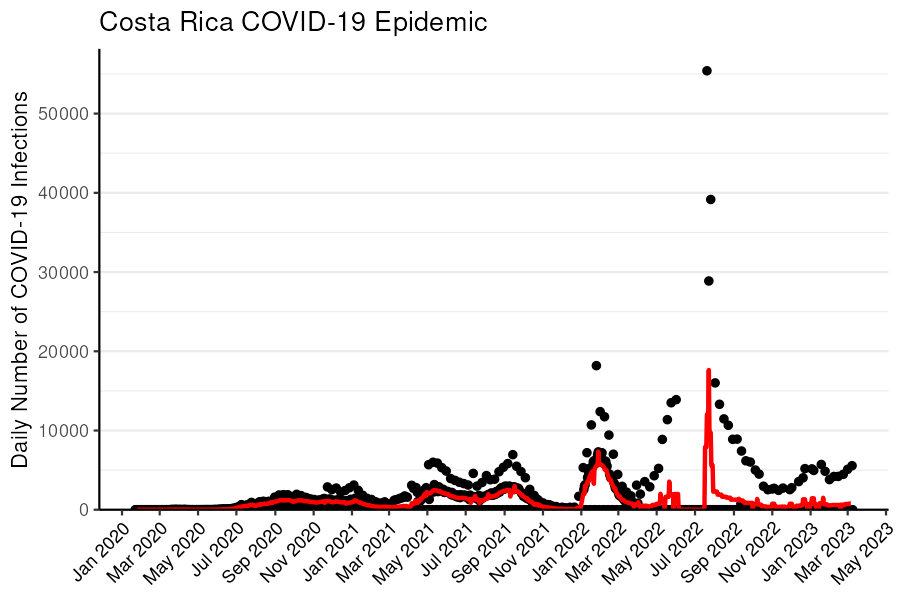 Costa Rica COVID-19 Epidemic
Daily Number of COVID-19 Infections
50000
40000
30000
20000
10000
0
Jan 2020
Mar 2020
May 2020
Jul 2020
Sep 2020
Nov 2020
Jan 2021
Mar 2021
May 2021
Jul 2021
Sep 2021
Nov 2021
Jan 2022
Mar 2022
May 2022
Jul 2022
Sep 2022
Nov 2022
Jan 2023
Mar 2023
May 2023